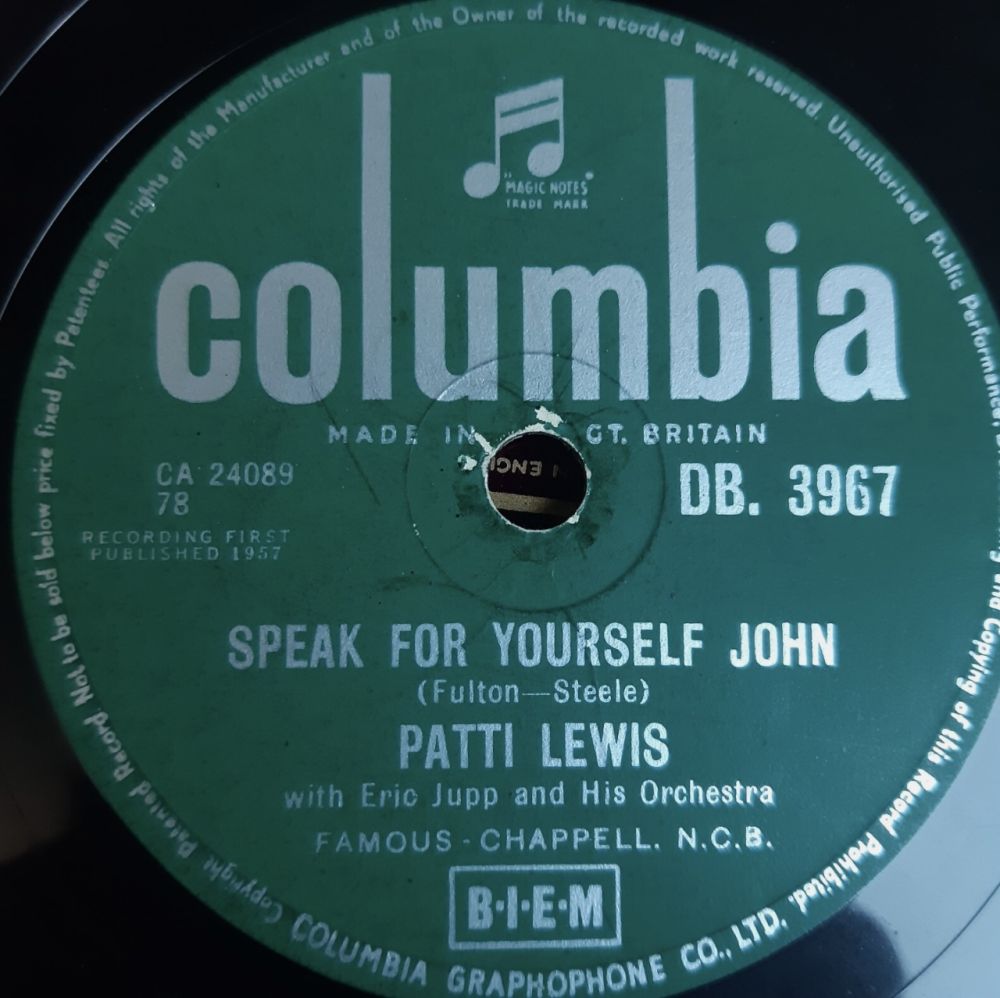 "MAGIC NOTES"
TRADE MARK
columbia
MADE IN GT. BRITAIN
CA 24089
78
DB. 3967
RECORDING FIRST
PUBLISHED 1957
SPEAK FOR YOURSELF JOHN
(Fulton—Steele)
PATTI LEWIS
with Eric Jupp and His Orchestra
FAMOUS - CHAPPELL. N.C.B.
B·I·E·M
Copyright Patented Record Not to be sold below price fixed by Patentees. All rights of the Manufacturer and of the Owner of the recorded work reserved. Unauthorised Public Performance, and Copying of this Record Prohibited.
COLUMBIA GRAPHOPHONE CO., LTD.